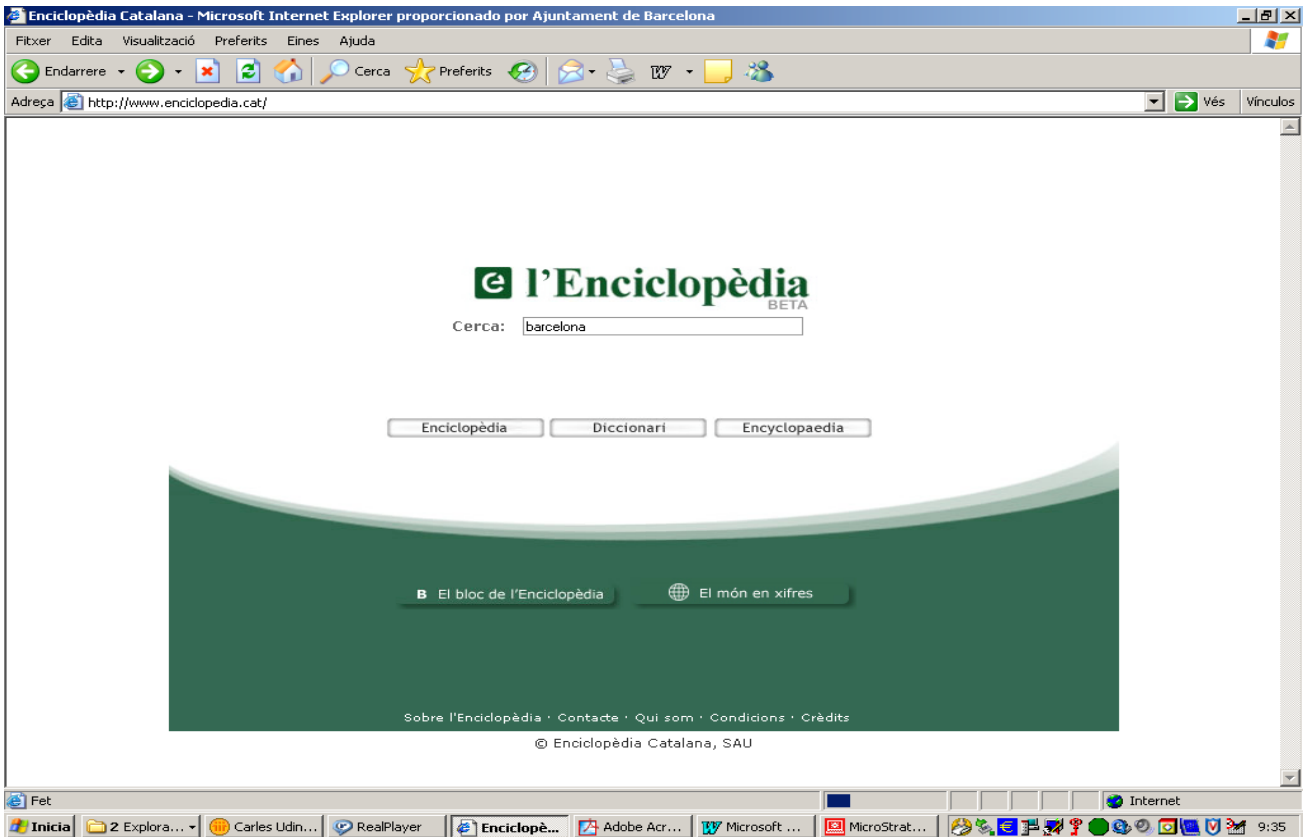 Enciclopèdia Catalana - Microsoft Internet Explorer proporcionado por Ajuntament de Barcelona
Fitxer Edita Visualització Preferits Eines Ajuda
Endarrere Cerca Preferits
Adreça http://www.enciclopedia.cat/ Vés Vínculos
l'Enciclopèdia
BETA
Cerca: barcelona
Enciclopèdia Diccionari Encyclopaedia
B El bloc de l'Enciclopèdia El món en xifres
Sobre l'Enciclopèdia · Contacte · Qui som · Condicions · Crèdits
© Enciclopèdia Catalana, SAU
Fet Internet
Inicia 2 Explora... Carles Udin... RealPlayer Enciclopè... Adobe Acr... Microsoft ... MicroStrat... 9:35